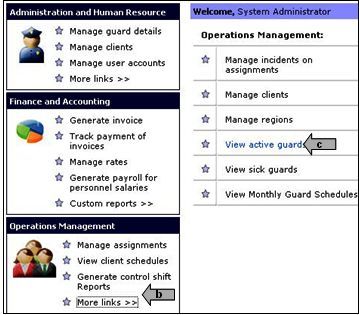 Administration and Human Resource
Manage guard details
Manage clients
Manage user accounts
More links >>
Finance and Accounting
Generate invoice
Track payment of
invoices
Manage rates
Generate payroll for
personnel salaries
Custom reports >>
Operations Management
Manage assignments
View client schedules
Generate control shift
Reports
More links >>
b
Welcome, System Administrator
Operations Management:
Manage incidents on
assignments
Manage clients
Manage regions
View active guards
c
View sick guards
View Monthly Guard Schedules